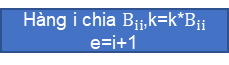 Hàng i chia Bᵢᵢ,k=k*Bᵢᵢ
e=i+1